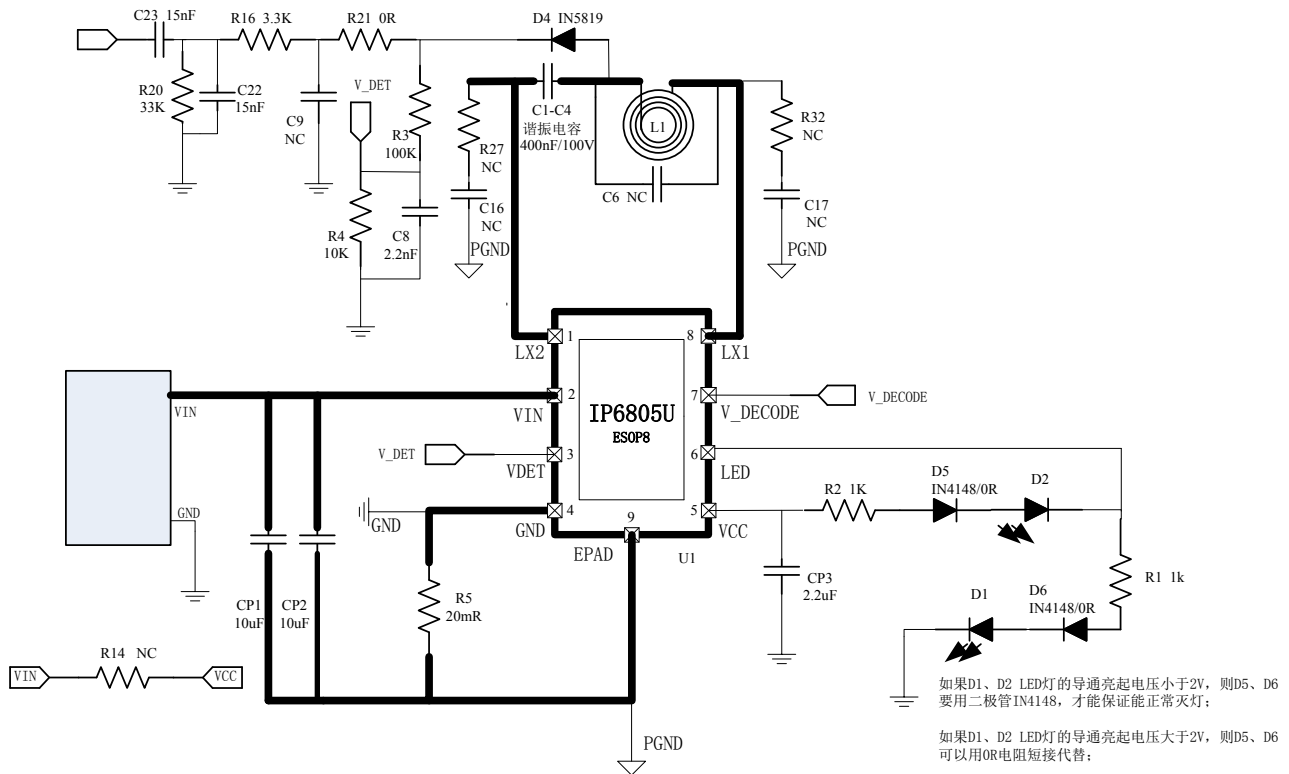 C23 15nF
R16 3.3K
R21 0R
D4 IN5819
R20
33K
C22
15nF
C9
NC
V_DET
R3
100K
R4
10K
C8
2.2nF
R27
NC
C16
NC
PGND
C1-C4
谐振电容
400nF/100V
L1
C6 NC
R32
NC
C17
NC
PGND
1
8
LX2
LX1
VIN
2
VIN
IP6805U
ESOP8
7
V_DECODE
V_DECODE
V_DET
3
VDET
6
LED
GND
GND
4
GND
9
EPAD
5
VCC
U1
R2 1K
D5
IN4148/0R
D2
CP1
10uF
CP2
10uF
R5
20mR
CP3
2.2uF
D1
D6
IN4148/0R
R1 1k
VIN
R14 NC
VCC
PGND
如果D1、D2 LED灯的导通亮起电压小于2V，则D5、D6
要用二极管IN4148，才能保证能正常灭灯；
如果D1、D2 LED灯的导通亮起电压大于2V，则D5、D6
可以用0R电阻短接代替；